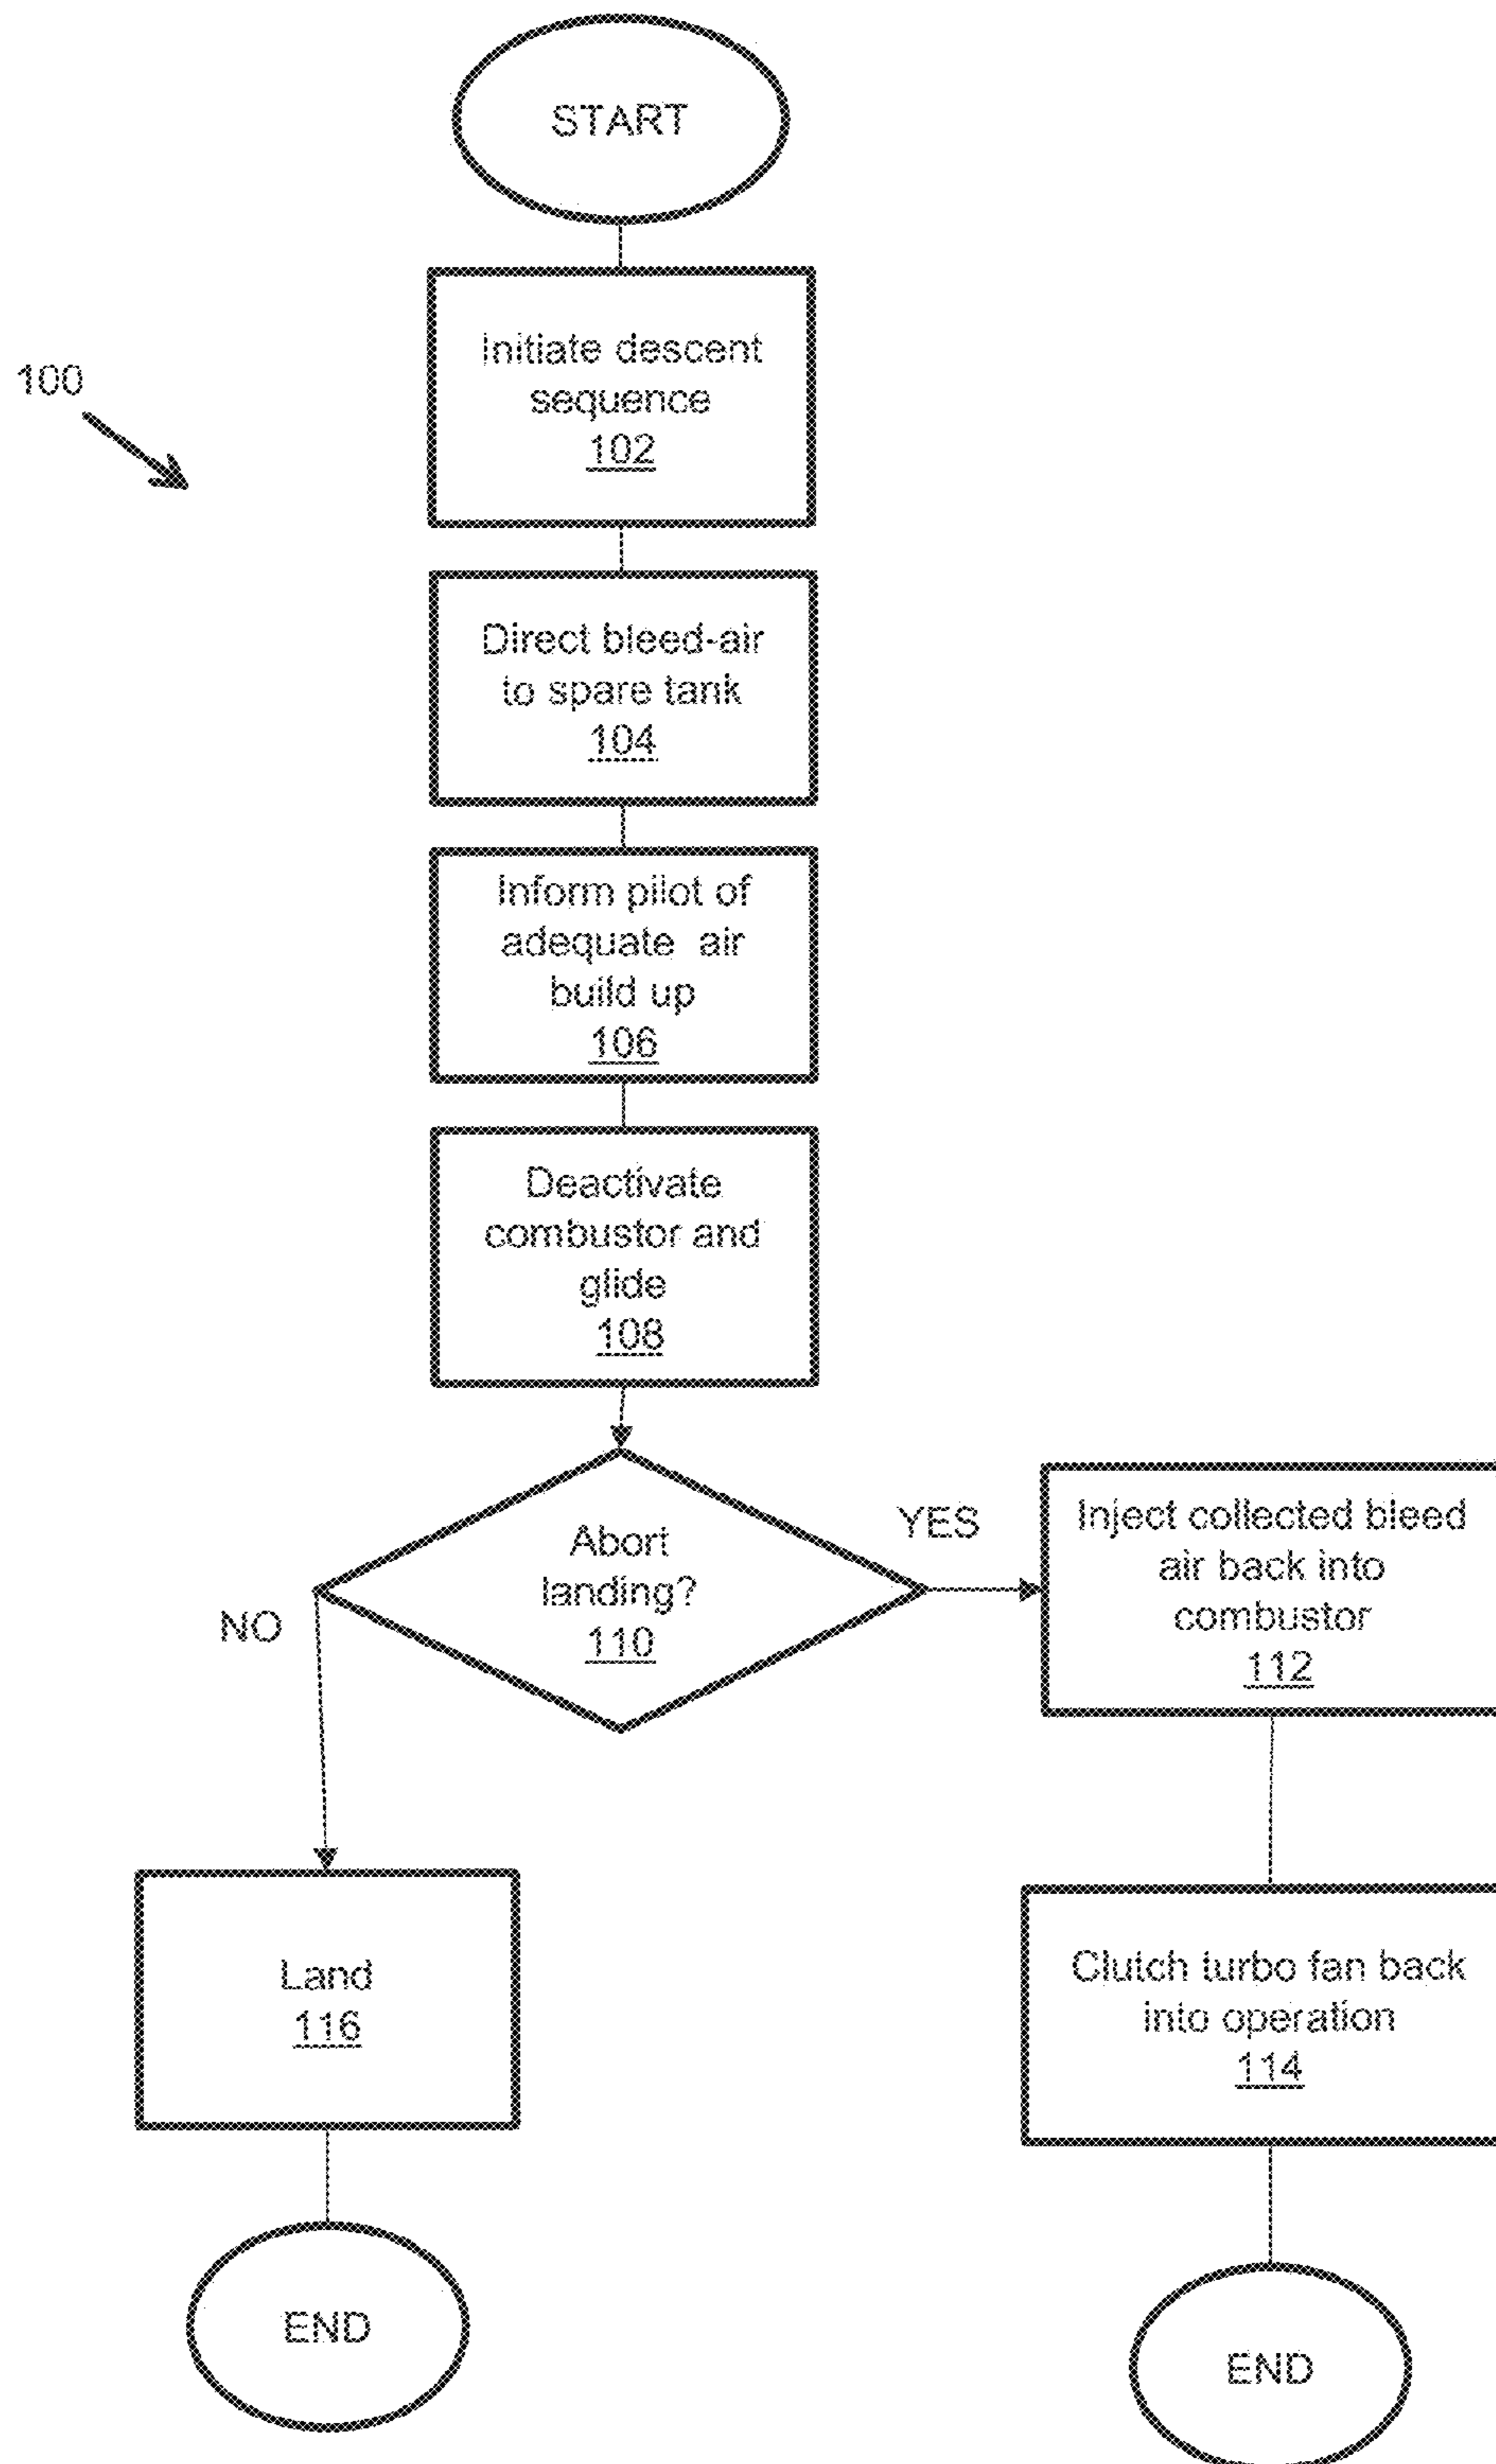 START
100
Initiate descent
sequence
102
Direct bleed-air
to spare tank
104
Inform pilot of
adequate air
build up
106
Deactivate
combustor and
glide
108
Abort
landing?
110
YES
NO
Inject collected bleed
air back into
combustor
112
Land
116
Clutch turbo fan back
into operation
114
END
END